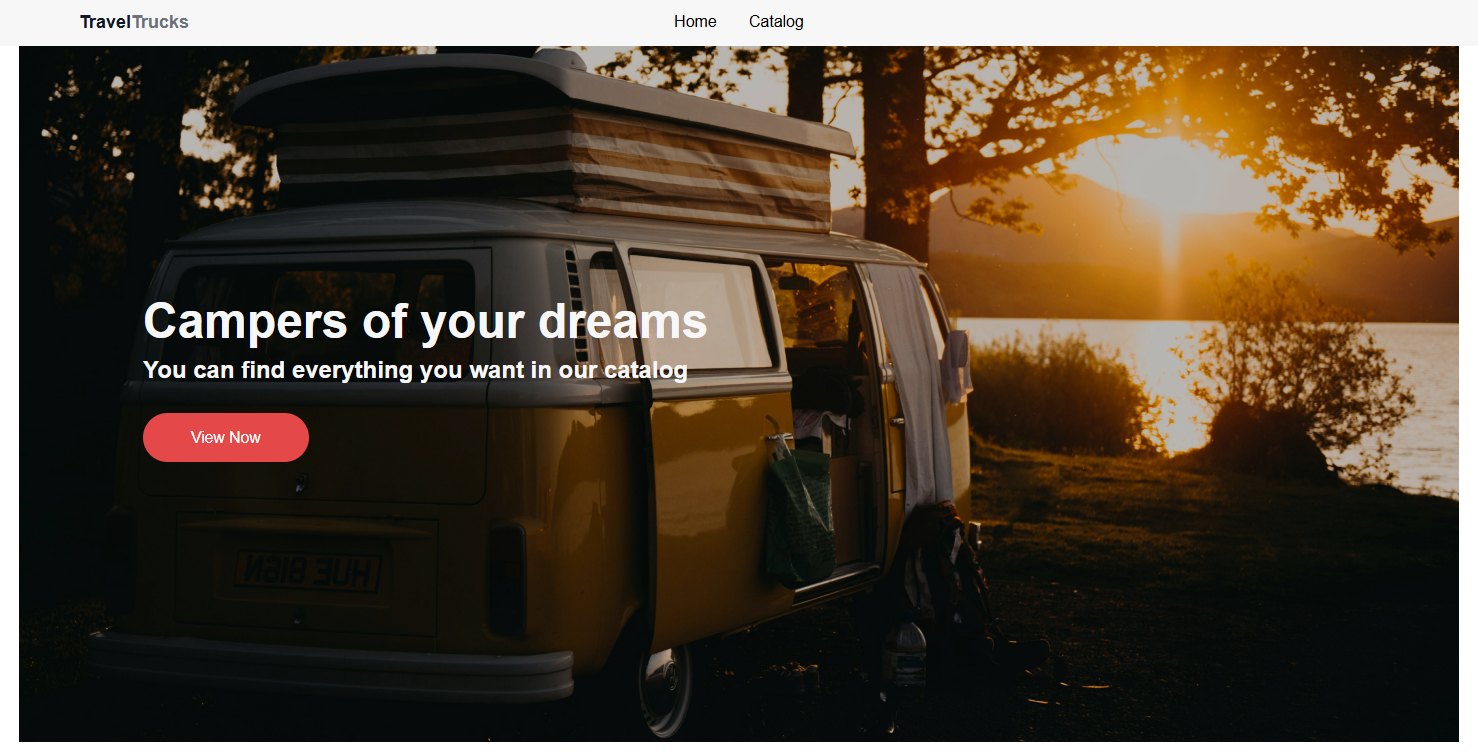 TravelTrucks
Home
Catalog
Campers of your dreams
You can find everything you want in our catalog
View Now
HUE 816N